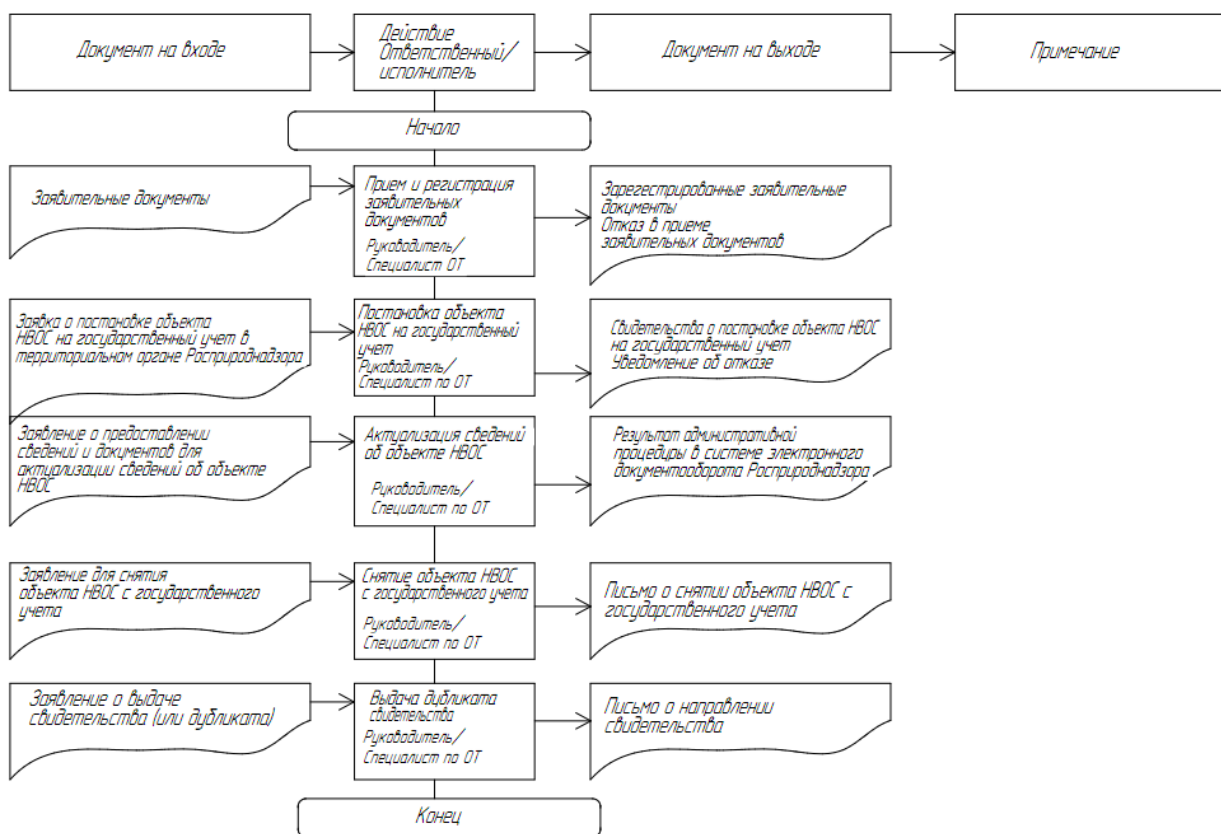 Документ на входе
Действие
Ответственный/
исполнитель
Документ на выходе
Примечание
Начало
Заявительные документы
Прием и регистрация
заявительных
документов
Руководитель/
Специалист ОТ
Зарегестрированные заявительные
документы
Отказ в приеме
заявительных документов
Заявка о постановке объекта
НВОС на государственный учет в
территориальном органе Росприроднадзора
Постановка объекта
НВОС на государственный
учет
Руководитель/
Специалист по ОТ
Свидетельства о постановке объекта НВОС
на государственный учет
Уведомление об отказе
Заявление о предоставлении
сведений и документов для
актуализации сведений об объекте
НВОС
Актуализация сведений
об объекте НВОС
Руководитель/
Специалист по ОТ
Результат административной
процедуры в системе электронного
документооборота Росприроднадзора
Заявление для снятия
объекта НВОС с государственного
учета
Снятие объекта НВОС
с государственного учета
Руководитель/
Специалист по ОТ
Письмо о снятии объекта НВОС с
государственного учета
Заявление о выдаче
свидетельства (или дубликата)
Выдача дубликата
свидетельства
Руководитель/
Специалист по ОТ
Письмо о направлении
свидетельства
Конец